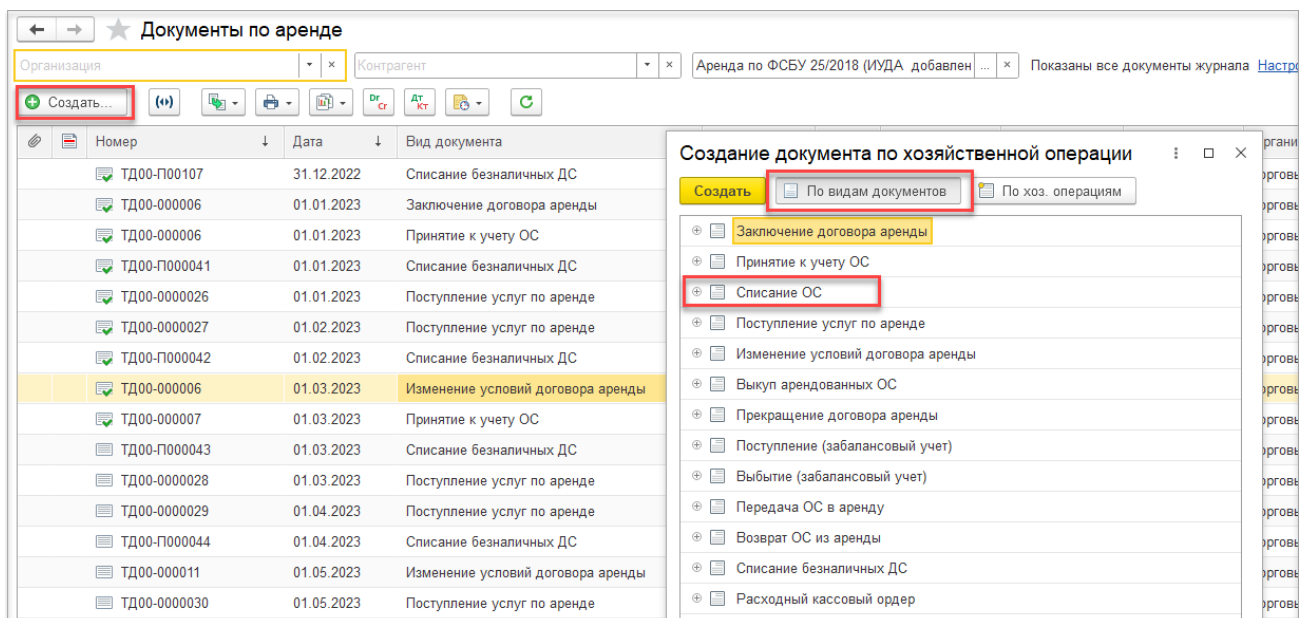 Документы по аренде
Организация
Контрагент
Аренда по ФСБУ 25/2018 (ИУДА добавлен ...
Показаны все документы журнала
Создать...
Dr Cr
Дт Кт
Номер ↓ Дата ↓ Вид документа
ТД00-П00107 31.12.2022 Списание безналичных ДС
ТД00-000006 01.01.2023 Заключение договора аренды
ТД00-000006 01.01.2023 Принятие к учету ОС
ТД00-П000041 01.01.2023 Списание безналичных ДС
ТД00-0000026 01.01.2023 Поступление услуг по аренде
ТД00-0000027 01.02.2023 Поступление услуг по аренде
ТД00-П000042 01.02.2023 Списание безналичных ДС
ТД00-000006 01.03.2023 Изменение условий договора аренды
ТД00-000007 01.03.2023 Принятие к учету ОС
ТД00-П000043 01.03.2023 Списание безналичных ДС
ТД00-0000028 01.03.2023 Поступление услуг по аренде
ТД00-0000029 01.04.2023 Поступление услуг по аренде
ТД00-П000044 01.04.2023 Списание безналичных ДС
ТД00-000011 01.05.2023 Изменение условий договора аренды
ТД00-0000030 01.05.2023 Поступление услуг по аренде
Создание документа по хозяйственной операции
Создать
По видам документов
По хоз. операциям
Заключение договора аренды
Принятие к учету ОС
Списание ОС
Поступление услуг по аренде
Изменение условий договора аренды
Выкуп арендованных ОС
Прекращение договора аренды
Поступление (забалансовый учет)
Выбытие (забалансовый учет)
Передача ОС в аренду
Возврат ОС из аренды
Списание безналичных ДС
Расходный кассовый ордер